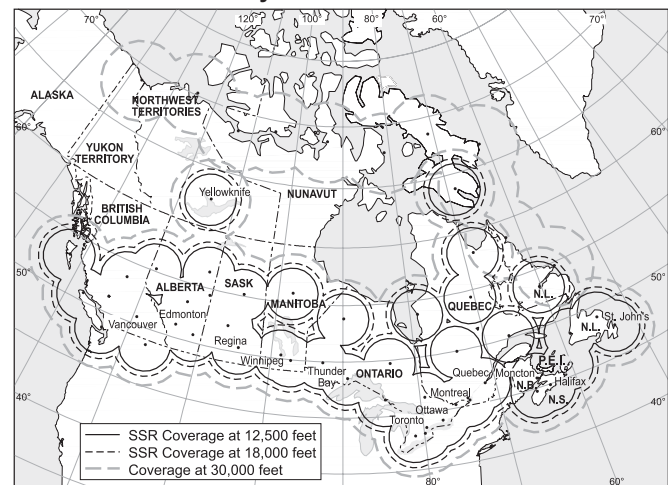 70°
120°
100°
80°
60°
70°
ALASKA
NORTHWEST
TERRITORIES
60°
60°
YUKON
TERRITORY
Yellowknife
NUNAVUT
BRITISH
COLUMBIA
50°
50°
ALBERTA
SASK
MANITOBA
QUEBEC
N.L.
St. John's
N.L.
Edmonton
Vancouver
Regina
Winnipeg
Thunder
Bay
ONTARIO
Quebec
Moncton
P.E.I.
Halifax
N.B.
N.S.
Montreal
Ottawa
Toronto
40°
40°
SSR Coverage at 12,500 feet
SSR Coverage at 18,000 feet
Coverage at 30,000 feet
80°
60°